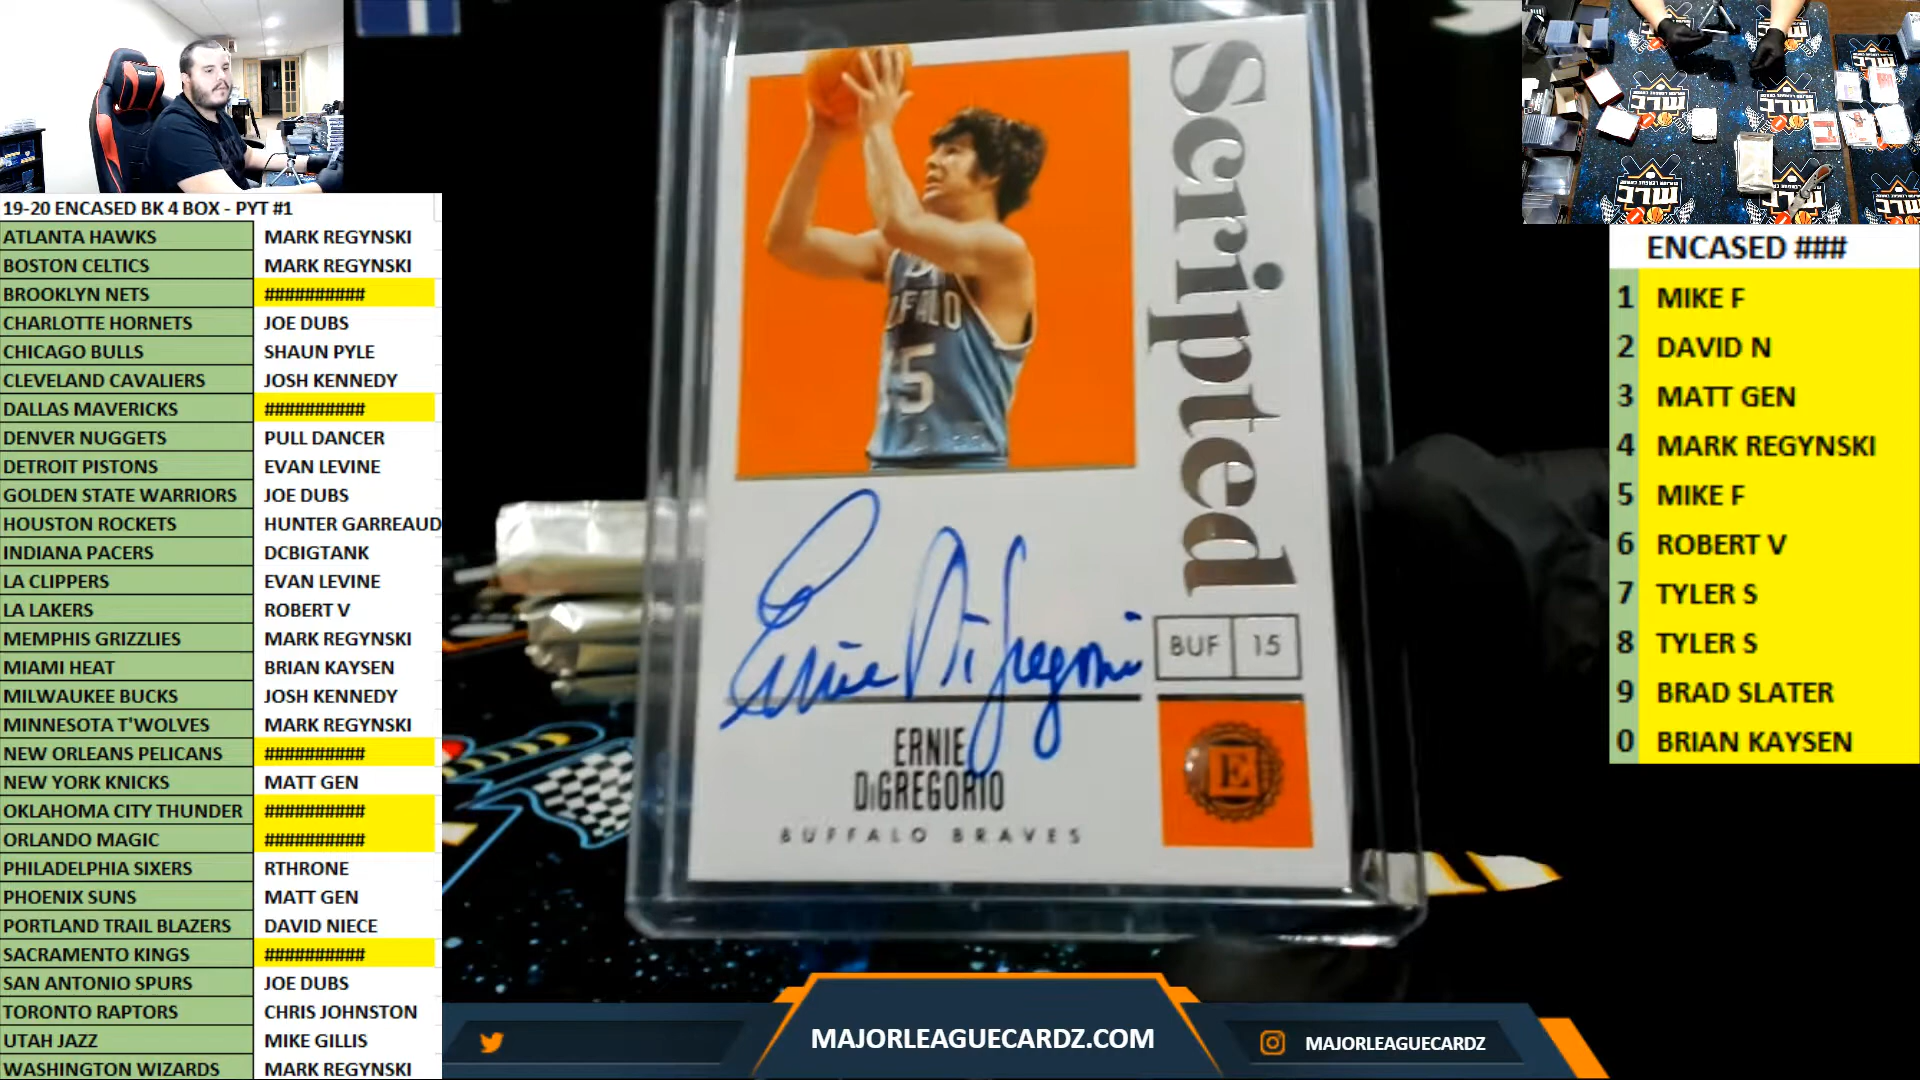 19-20 ENCASED BK 4 BOX - PYT #1
ATLANTA HAWKS MARK REGYNSKI
BOSTON CELTICS MARK REGYNSKI
BROOKLYN NETS ##########
CHARLOTTE HORNETS JOE DUBS
CHICAGO BULLS SHAUN PYLE
CLEVELAND CAVALIERS JOSH KENNEDY
DALLAS MAVERICKS ##########
DENVER NUGGETS PULL DANCER
DETROIT PISTONS EVAN LEVINE
GOLDEN STATE WARRIORS JOE DUBS
HOUSTON ROCKETS HUNTER GARREAUD
INDIANA PACERS DCBIGTANK
LA CLIPPERS EVAN LEVINE
LA LAKERS ROBERT V
MEMPHIS GRIZZLIES MARK REGYNSKI
MIAMI HEAT BRIAN KAYSEN
MILWAUKEE BUCKS JOSH KENNEDY
MINNESOTA T'WOLVES MARK REGYNSKI
NEW ORLEANS PELICANS ##########
NEW YORK KNICKS MATT GEN
OKLAHOMA CITY THUNDER ##########
ORLANDO MAGIC ##########
PHILADELPHIA SIXERS RTHRONE
PHOENIX SUNS MATT GEN
PORTLAND TRAIL BLAZERS DAVID NIECE
SACRAMENTO KINGS ##########
SAN ANTONIO SPURS JOE DUBS
TORONTO RAPTORS CHRIS JOHNSTON
UTAH JAZZ MIKE GILLIS
WASHINGTON WIZARDS MARK REGYNSKI
Scripted
15
Ernie DiGregorio
BUF 15
ERNIE
DiGREGORIO
BUFFALO BRAVES
E
ENCASED ###
1 MIKE F
2 DAVID N
3 MATT GEN
4 MARK REGYNSKI
5 MIKE F
6 ROBERT V
7 TYLER S
8 TYLER S
9 BRAD SLATER
0 BRIAN KAYSEN
MAJORLEAGUECARDZ.COM
MAJORLEAGUECARDZ